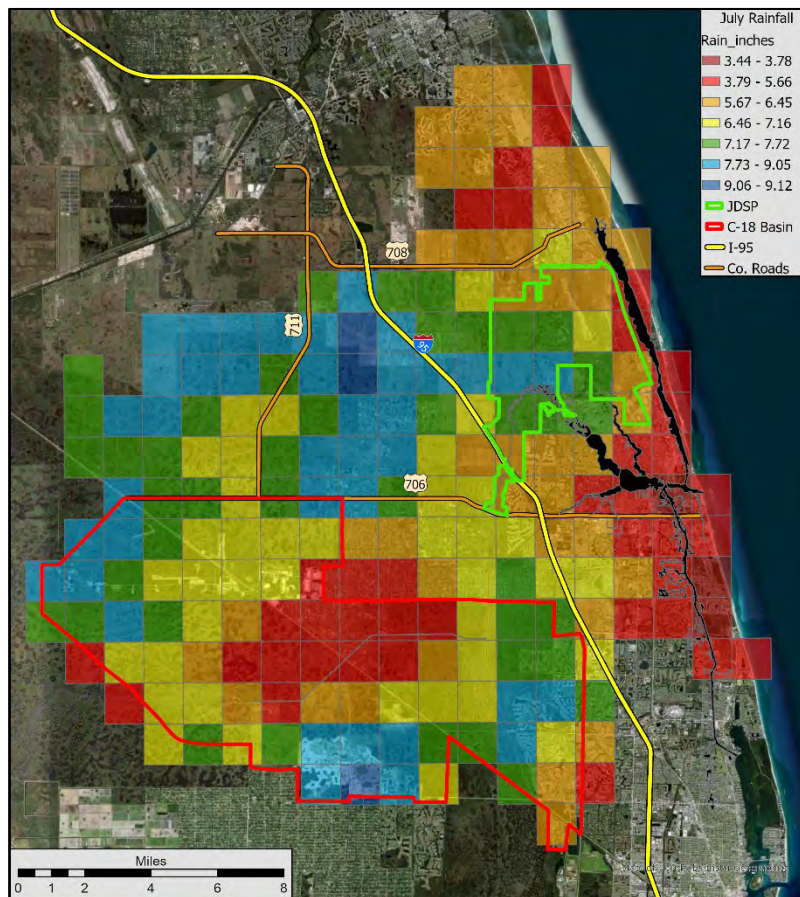 July Rainfall
Rain_inches
3.44 - 3.78
3.79 - 5.66
5.67 - 6.45
6.46 - 7.16
7.17 - 7.72
7.73 - 9.05
9.06 - 9.12
JDSP
C-18 Basin
I-95
Co. Roads
708
711
95
706
Miles
0 1 2 4 6 8